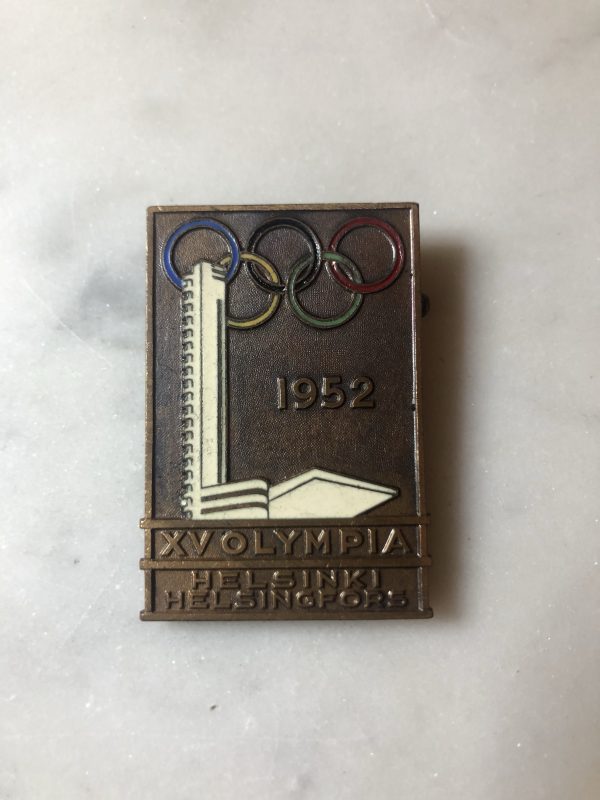 1952
XV OLYMPIA
HELSINKI
HELSINGFORS